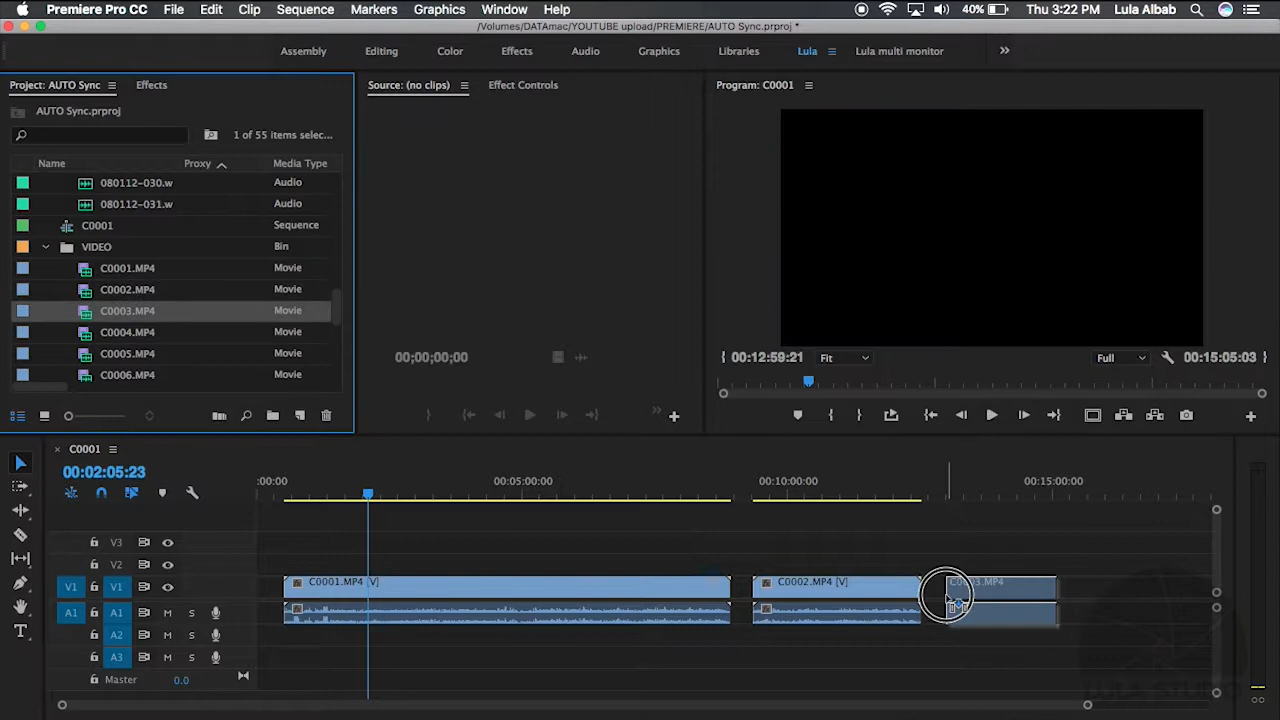 Premiere Pro CC File Edit Clip Sequence Markers Graphics Window Help 40% Thu 3:22 PM Lula Albab
/Volumes/DATAmac/YOUTUBE upload/PREMIERE/AUTO Sync.prproj *
Assembly Editing Color Effects Audio Graphics Libraries Lula Lula multi monitor
Project: AUTO Sync Effects
AUTO Sync.prproj
1 of 55 items selec...
Name Proxy Media Type
080112-030.w Audio
080112-031.w Audio
C0001 Sequence
VIDEO Bin
C0001.MP4 Movie
C0002.MP4 Movie
C0003.MP4 Movie
C0004.MP4 Movie
C0005.MP4 Movie
C0006.MP4 Movie
Source: (no clips) Effect Controls
00;00;00;00
Program: C0001
00:12:59:21 Fit Full 00:15:05:03
C0001
00:02:05:23
:00:00 00:05:00:00 00:10:00:00 00:15:00:00
V3
V2
V1 V1 C0001.MP4 [V] C0002.MP4 [V]
A1 A1 M S
A2 M S
A3 M S
Master 0.0
LULA STUDIO